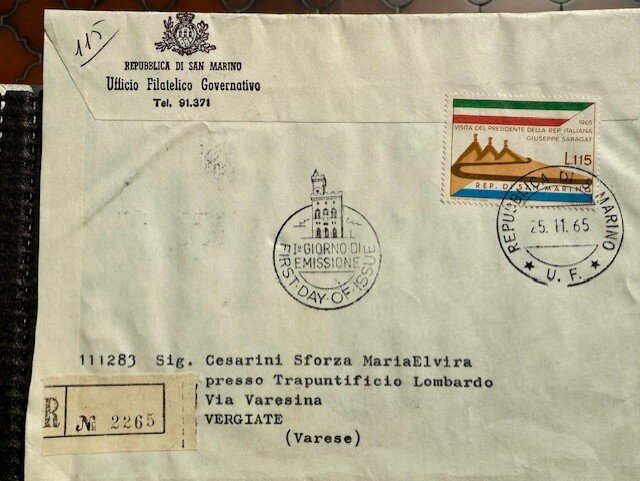 115
REPUBBLICA DI SAN MARINO
Ufficio Filatelico Governativo
Tel. 91.371
1965
VISITA DEL PRESIDENTE DELLA REP. ITALIANA
GIUSEPPE SARAGAT
L.115
REP. DI SAN MARINO
REPUBBLICA DI S. MARINO
25. 11. 65
★ U. F. ★
Iº GIORNO·DI
EMISSIONE
FIRST·DAY·OF·ISSUE
111283 Sig. Cesarini Sforza MariaElvira
presso Trapuntificio Lombardo
Via Varesina
VERGIATE
(Varese)
R № 2265